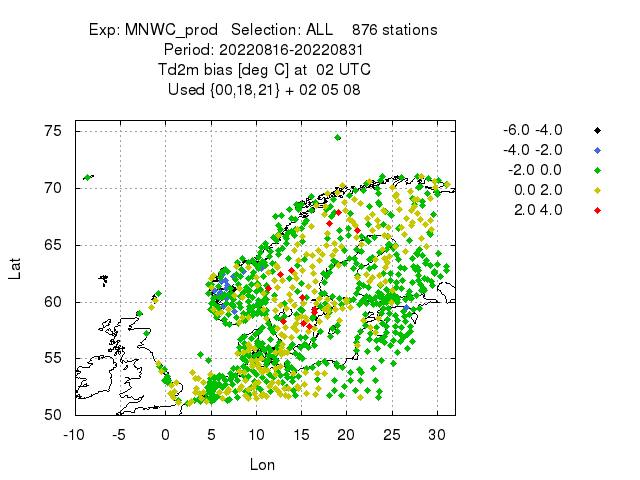 Exp: MNWC_prod   Selection: ALL    876 stations
Period: 20220816-20220831
Td2m bias [deg C] at  02 UTC
Used {00,18,21} + 02 05 08
-6.0 -4.0
-4.0 -2.0
-2.0 0.0
0.0 2.0
2.0 4.0
75
70
65
60
55
50
Lat
-10 -5 0 5 10 15 20 25 30
Lon